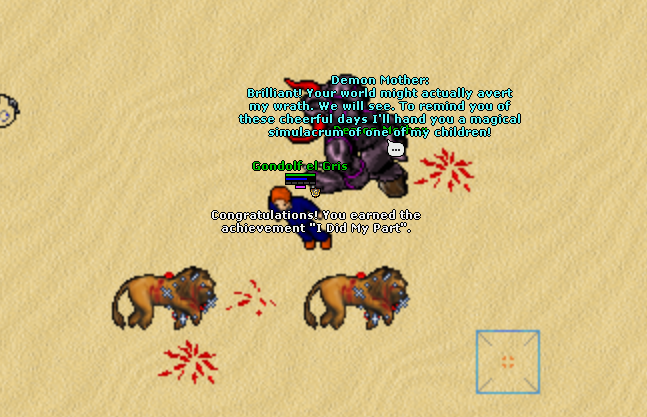 Demon Mother:
Brilliant! Your world might actually avert
my wrath. We will see. To remind you of
these cheerful days I'll hand you a magical
simulacrum of one of my children!
Gondolf el Gris
Congratulations! You earned the
achievement "I Did My Part".